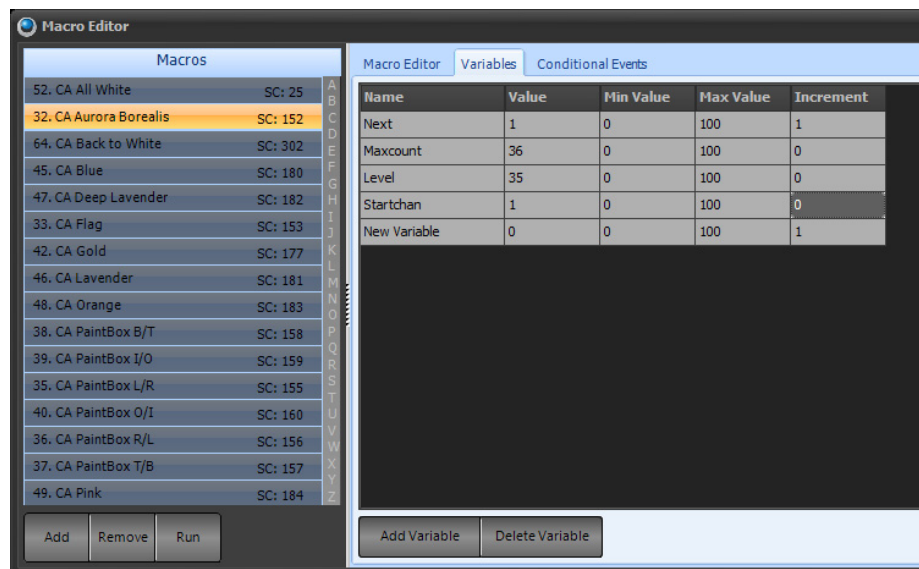 Macro Editor
Macros
52. CA All White SC: 25
32. CA Aurora Borealis SC: 152
64. CA Back to White SC: 302
45. CA Blue SC: 180
47. CA Deep Lavender SC: 182
33. CA Flag SC: 153
42. CA Gold SC: 177
46. CA Lavender SC: 181
48. CA Orange SC: 183
38. CA PaintBox B/T SC: 158
39. CA PaintBox I/O SC: 159
35. CA PaintBox L/R SC: 155
40. CA PaintBox O/I SC: 160
36. CA PaintBox R/L SC: 156
37. CA PaintBox T/B SC: 157
49. CA Pink SC: 184
A
B
C
D
E
F
G
H
I
J
K
L
M
N
O
P
Q
R
S
T
U
V
W
X
Y
Z
Add Remove Run
Macro Editor Variables Conditional Events
Name Value Min Value Max Value Increment
Next 1 0 100 1
Maxcount 36 0 100 0
Level 35 0 100 0
Startchan 1 0 100 0
New Variable 0 0 100 1
Add Variable Delete Variable